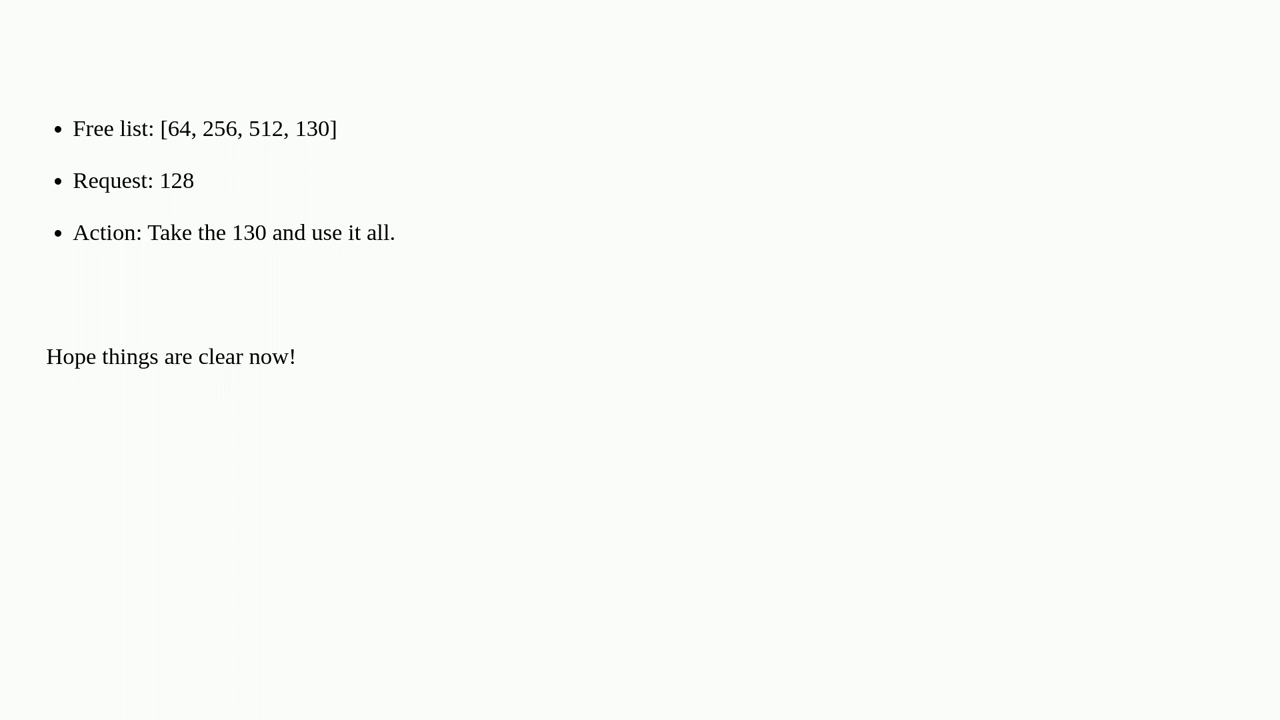 • Free list: [64, 256, 512, 130]
• Request: 128
• Action: Take the 130 and use it all.
Hope things are clear now!